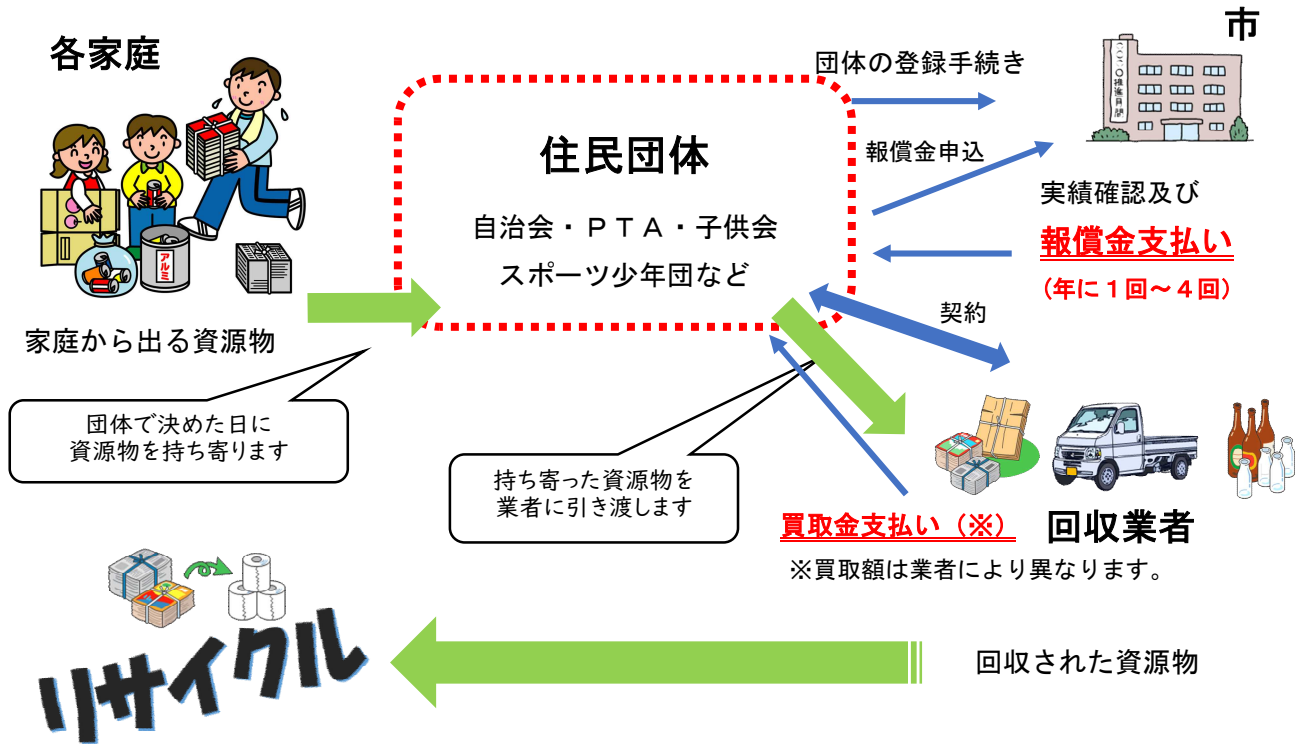 各家庭
アルミ
家庭から出る資源物
団体で決めた日に
資源物を持ち寄ります
住民団体
自治会・ＰＴＡ・子供会
スポーツ少年団など
団体の登録手続き
市
報償金申込
実績確認及び
報償金支払い
(年に１回～４回)
契約
持ち寄った資源物を
業者に引き渡します
買取金支払い（※）
回収業者
※買取額は業者により異なります。
回収された資源物
リサイクル